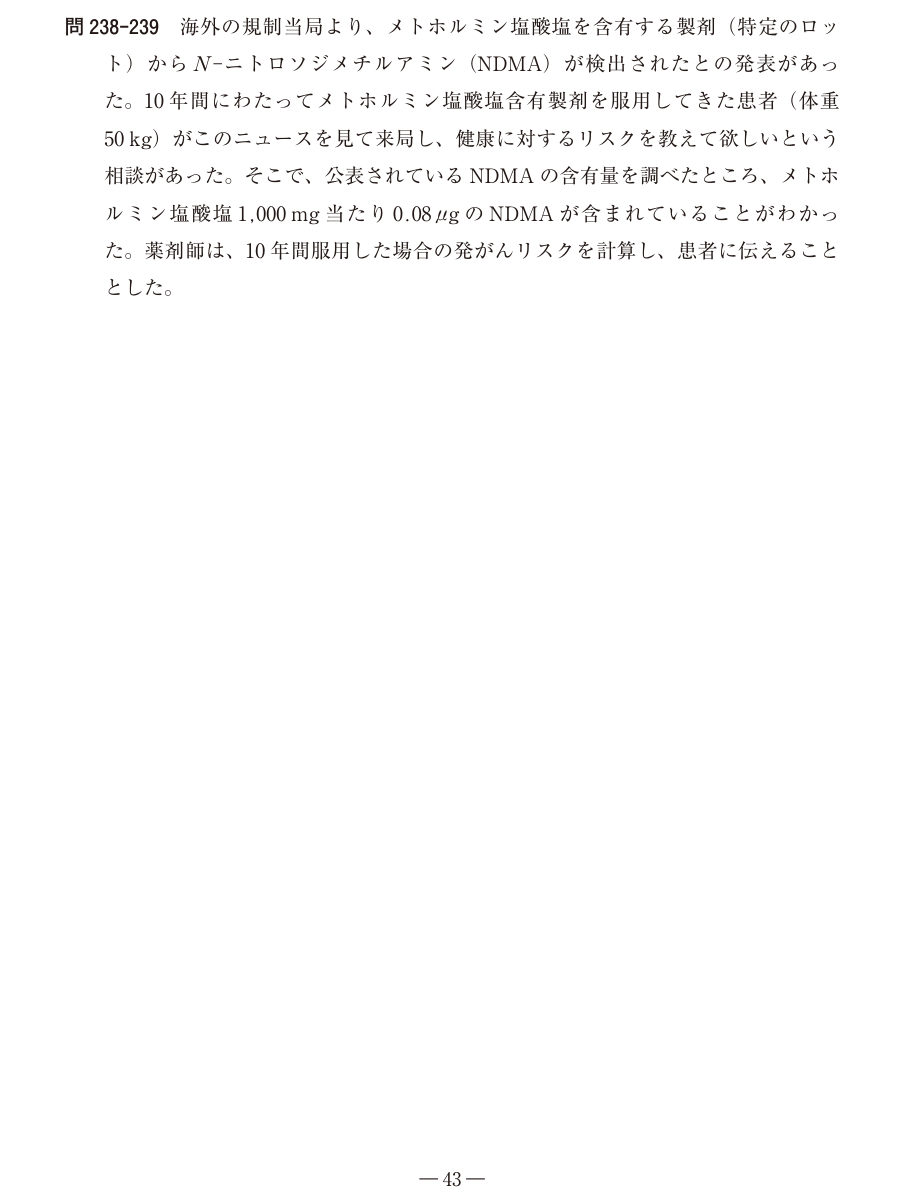 問 238-239　海外の規制当局より、メトホルミン塩酸塩を含有する製剤（特定のロッ
ト）から N-ニトロソジメチルアミン（NDMA）が検出されたとの発表があっ
た。10 年間にわたってメトホルミン塩酸塩含有製剤を服用してきた患者（体重
50 kg）がこのニュースを見て来局し、健康に対するリスクを教えて欲しいという
相談があった。そこで、公表されている NDMA の含有量を調べたところ、メトホ
ルミン塩酸塩 1,000 mg 当たり 0.08 μg の NDMA が含まれていることがわかっ
た。薬剤師は、10 年間服用した場合の発がんリスクを計算し、患者に伝えること
とした。
— 43 —